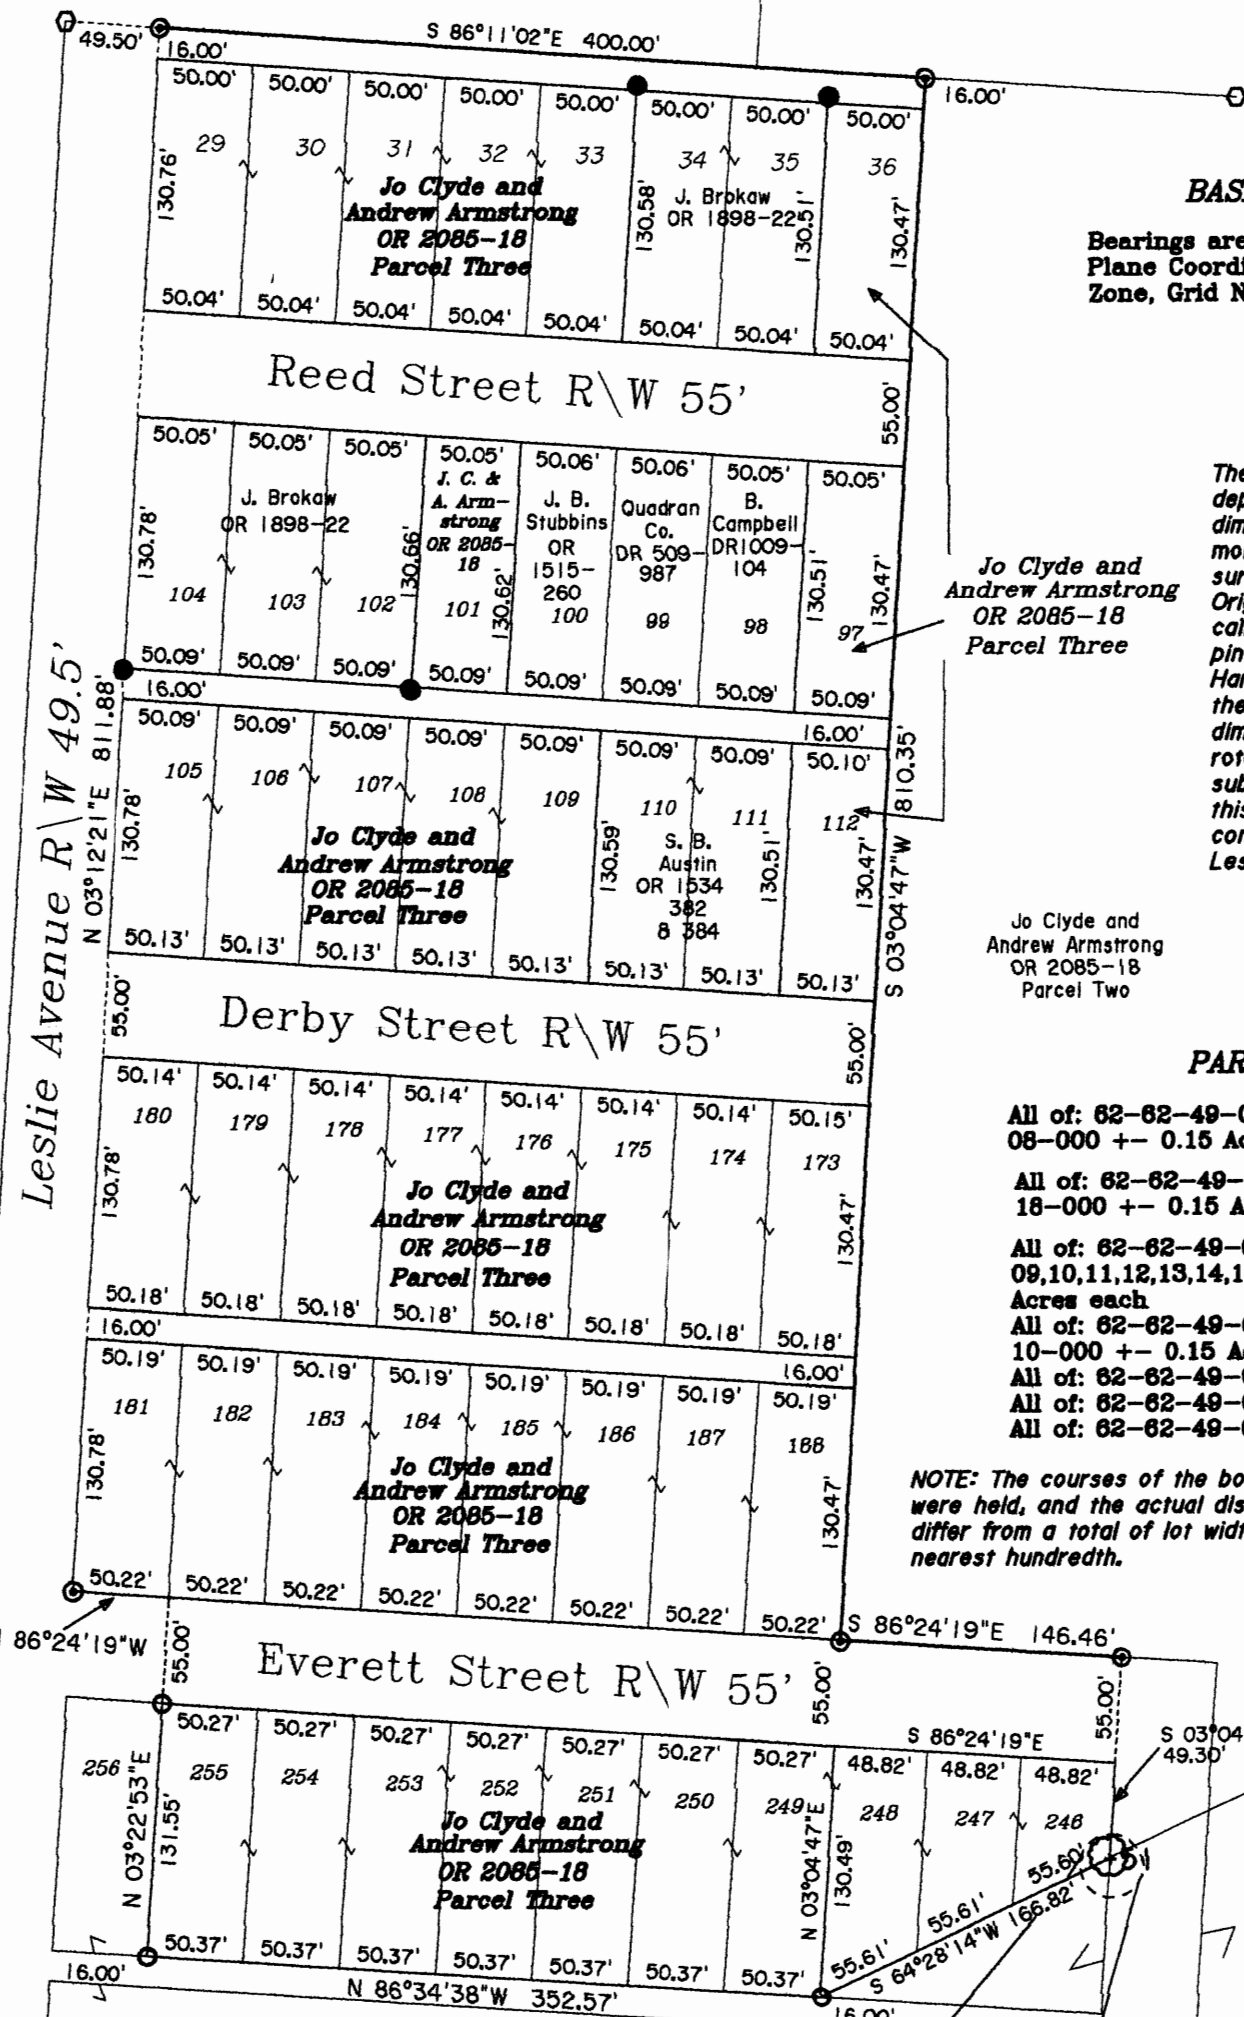 49.50'
S 86°11'02"E 400.00'
16.00'
16.00'
50.00' 50.00' 50.00' 50.00' 50.00' 50.00' 50.00' 50.00'
29 30 31 32 33 34 35 36
130.76' 130.58' 130.51' 130.47'
Jo Clyde and
Andrew Armstrong
OR 2085-18
Parcel Three
J. Brokaw
OR 1898-22
50.04' 50.04' 50.04' 50.04' 50.04' 50.04' 50.04' 50.04'
BAS
Bearings are
Plane Coordi
Zone, Grid N
Reed Street R\W 55'
55.00'
50.05' 50.05' 50.05' 50.05' 50.06' 50.06' 50.05' 50.05'
J. Brokaw
OR 1898-22
J. C. &
A. Arm-
strong
OR 2085-
18
J. B.
Stubbins
OR
1515-
260
Quadran
Co.
DR 509-
987
B.
Campbell
DR1009-
104
130.78' 130.66' 130.62' 130.51' 130.47'
104 103 102 101 100 99 98 97
50.09' 50.09' 50.09' 50.09' 50.09' 50.09' 50.09' 50.09'
Jo Clyde and
Andrew Armstrong
OR 2085-18
Parcel Three
The
dep
dim
mo
sur
Ori
cal
pin
Har
the
dim
rot
sub
this
con
Les
Leslie Avenue R\W 49.5'
N 03°12'21"E 811.88'
16.00'
16.00'
50.09' 50.09' 50.09' 50.09' 50.09' 50.09' 50.09' 50.10'
105 106 107 108 109 110 111 112
130.78' 130.59' 130.51' 130.47'
Jo Clyde and
Andrew Armstrong
OR 2085-18
Parcel Three
S. B.
Austin
OR 1534
382
8 384
50.13' 50.13' 50.13' 50.13' 50.13' 50.13' 50.13' 50.13'
S 03°04'47"W 810.35'
Jo Clyde and
Andrew Armstrong
OR 2085-18
Parcel Two
55.00'
Derby Street R\W 55'
55.00'
50.14' 50.14' 50.14' 50.14' 50.14' 50.14' 50.14' 50.15'
180 179 178 177 176 175 174 173
130.78' 130.47'
Jo Clyde and
Andrew Armstrong
OR 2085-18
Parcel Three
50.18' 50.18' 50.18' 50.18' 50.18' 50.18' 50.18' 50.18'
PAR
All of: 62-62-49-0
08-000 +- 0.15 Ac
All of: 62-62-49-
18-000 +- 0.15 A
All of: 62-62-49-
09,10,11,12,13,14,1
Acres each
All of: 62-62-49-
10-000 +- 0.15 A
All of: 62-62-49-
All of: 62-62-49-
All of: 62-62-49-
16.00'
16.00'
50.19' 50.19' 50.19' 50.19' 50.19' 50.19' 50.19' 50.19'
181 182 183 184 185 186 187 188
130.78' 130.47'
Jo Clyde and
Andrew Armstrong
OR 2085-18
Parcel Three
50.22' 50.22' 50.22' 50.22' 50.22' 50.22' 50.22' 50.22'
NOTE: The courses of the bo
were held, and the actual dis
differ from a total of lot widt
nearest hundredth.
86°24'19"W
S 86°24'19"E 146.46'
55.00'
Everett Street R\W 55'
55.00'
55.00'
S 86°24'19"E
S 03°04
49.30'
50.27' 50.27' 50.27' 50.27' 50.27' 50.27' 50.27' 48.82' 48.82' 48.82'
256 255 254 253 252 251 250 249 248 247 246
N 03°22'53"E
131.55'
Jo Clyde and
Andrew Armstrong
OR 2085-18
Parcel Three
N 03°04'47"E
130.49'
55.61' 55.61' 55.60'
S 64°28'14"W 166.82'
50.37' 50.37' 50.37' 50.37' 50.37' 50.37' 50.37'
16.00'
N 86°34'38"W 352.57'
16.00'